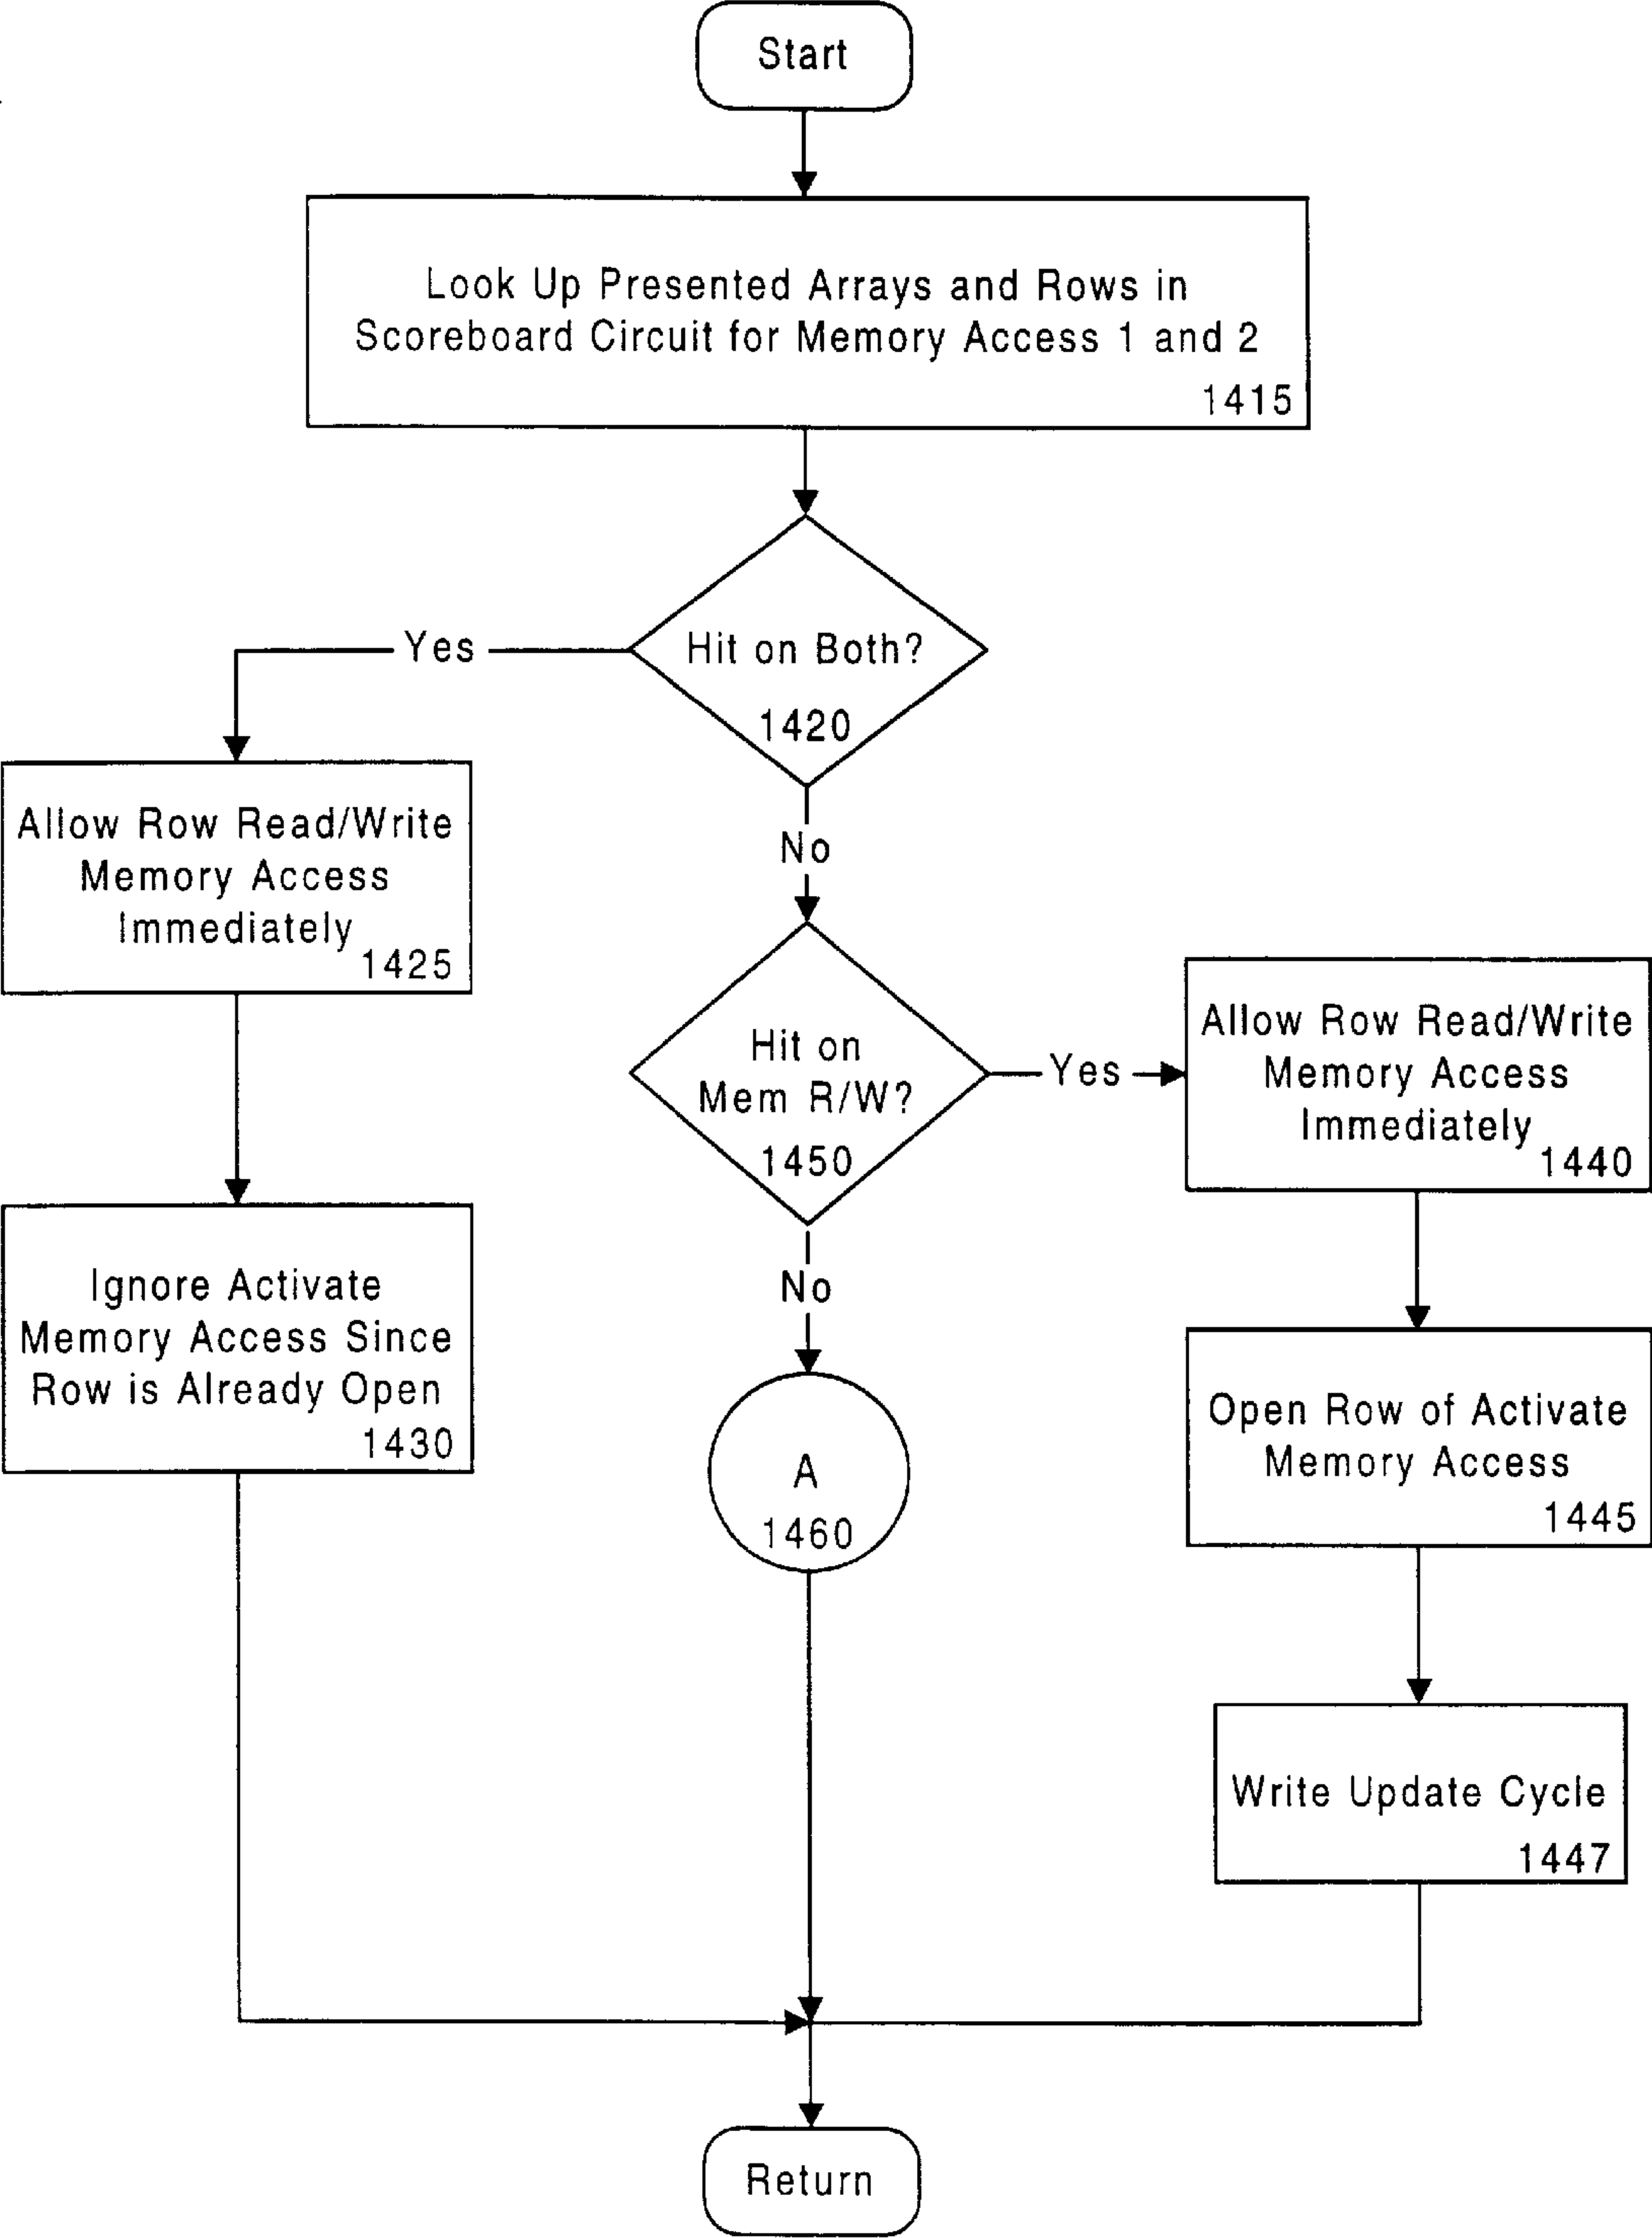 Start
Look Up Presented Arrays and Rows in
Scoreboard Circuit for Memory Access 1 and 2
1415
Hit on Both?
1420
Yes
Allow Row Read/Write
Memory Access
Immediately
1425
Ignore Activate
Memory Access Since
Row is Already Open
1430
No
Hit on
Mem R/W?
1450
Yes
Allow Row Read/Write
Memory Access
Immediately
1440
Open Row of Activate
Memory Access
1445
Write Update Cycle
1447
No
A
1460
Return